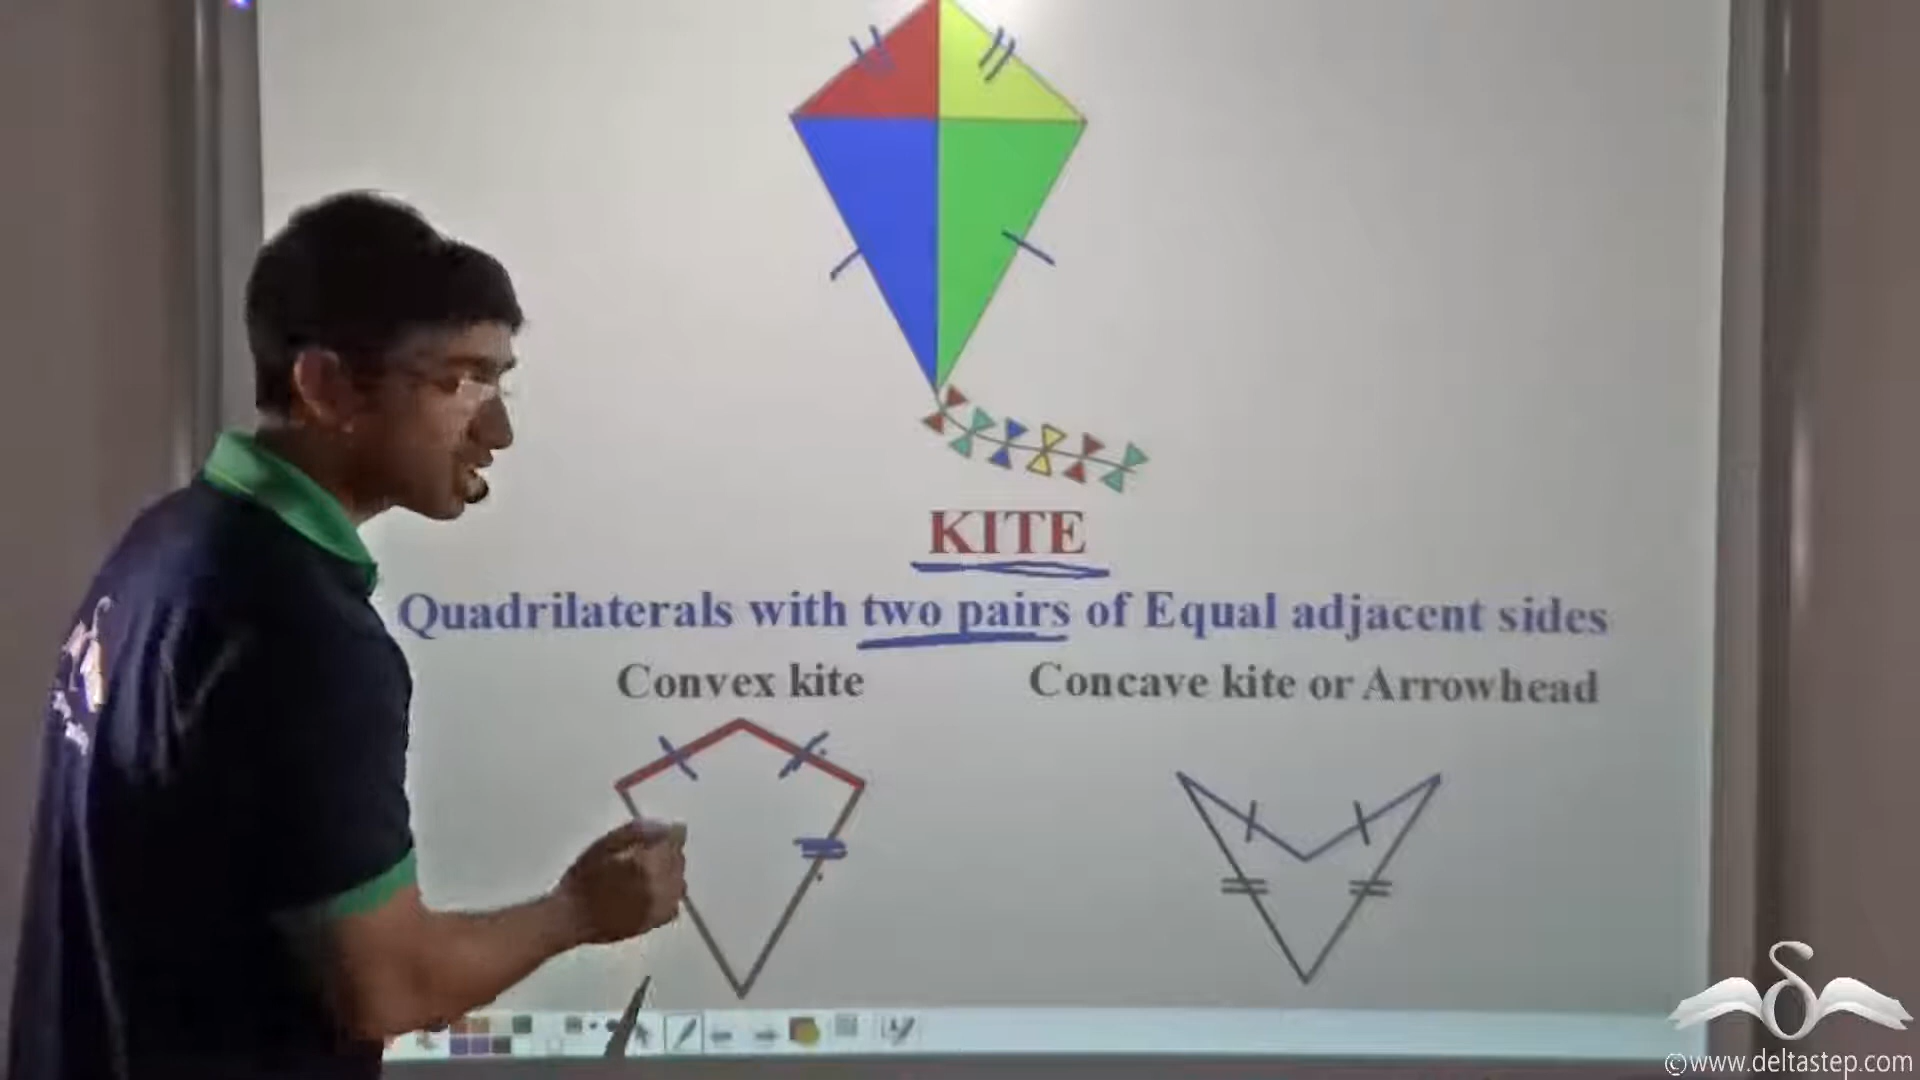 KITE
Quadrilaterals with two pairs of Equal adjacent sides
Convex kite
Concave kite or Arrowhead
©www.deltastep.com